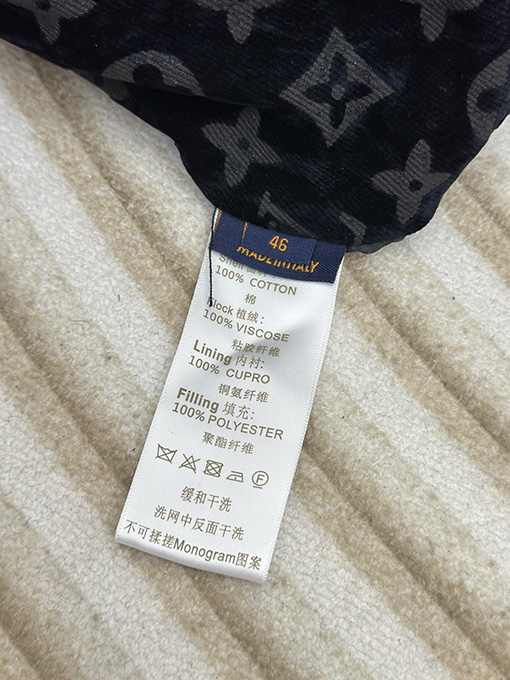 46
MADE IN ITALY
Shell 面料:
100% COTTON
棉
Flock 植绒:
100% VISCOSE
粘胶纤维
Lining 内衬:
100% CUPRO
铜氨纤维
Filling 填充:
100% POLYESTER
聚酯纤维
F
缓和干洗
洗网中反面干洗
不可揉搓Monogram图案